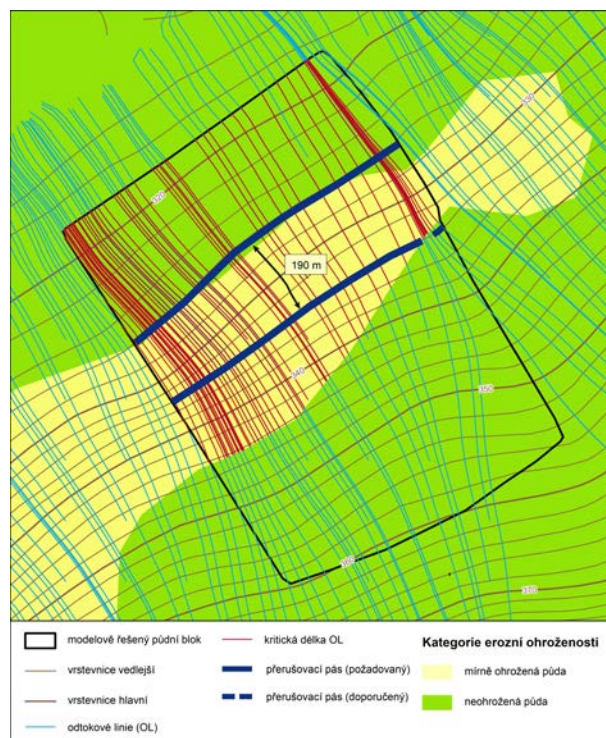 330
320
190 m
340
350
360
370
modelově řešený půdní blok
vrstevnice vedlejší
vrstevnice hlavní
odtokové linie (OL)
kritická délka OL
přerušovací pás (požadovaný)
přerušovací pás (doporučený)
Kategorie erozní ohroženosti
mírně ohrožená půda
neohrožená půda